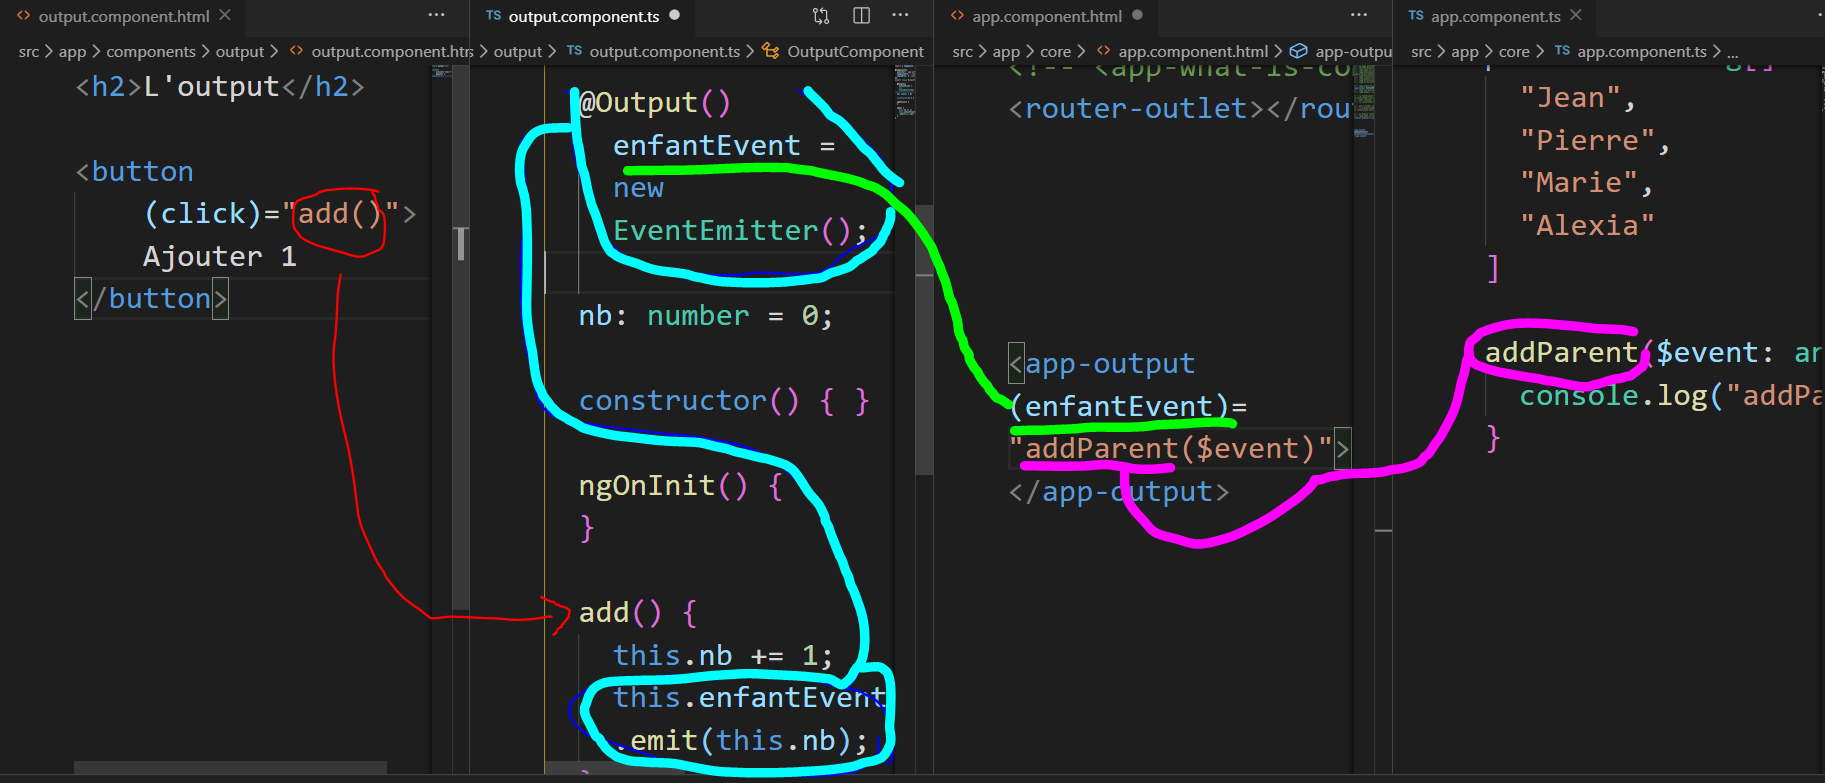 output.component.html
src > app > components > output > output.component.htm
<h2>L'output</h2>
<button
(click)="add()">
Ajouter 1
</button>
TS output.component.ts
> output > TS output.component.ts > OutputComponent
@Output()
enfantEvent =
new
EventEmitter();
nb: number = 0;
constructor() { }
ngOnInit() {
}
add() {
this.nb += 1;
this.enfantEvent
.emit(this.nb);
}
app.component.html
src > app > core > app.component.html > app-outpu
<!-- <app-what-is-co
<router-outlet></rou
<app-output
(enfantEvent)=
"addParent($event)">
</app-output>
TS app.component.ts
src > app > core > TS app.component.ts > ...
g[]
"Jean",
"Pierre",
"Marie",
"Alexia"
]
addParent($event: an
console.log("addPa
}